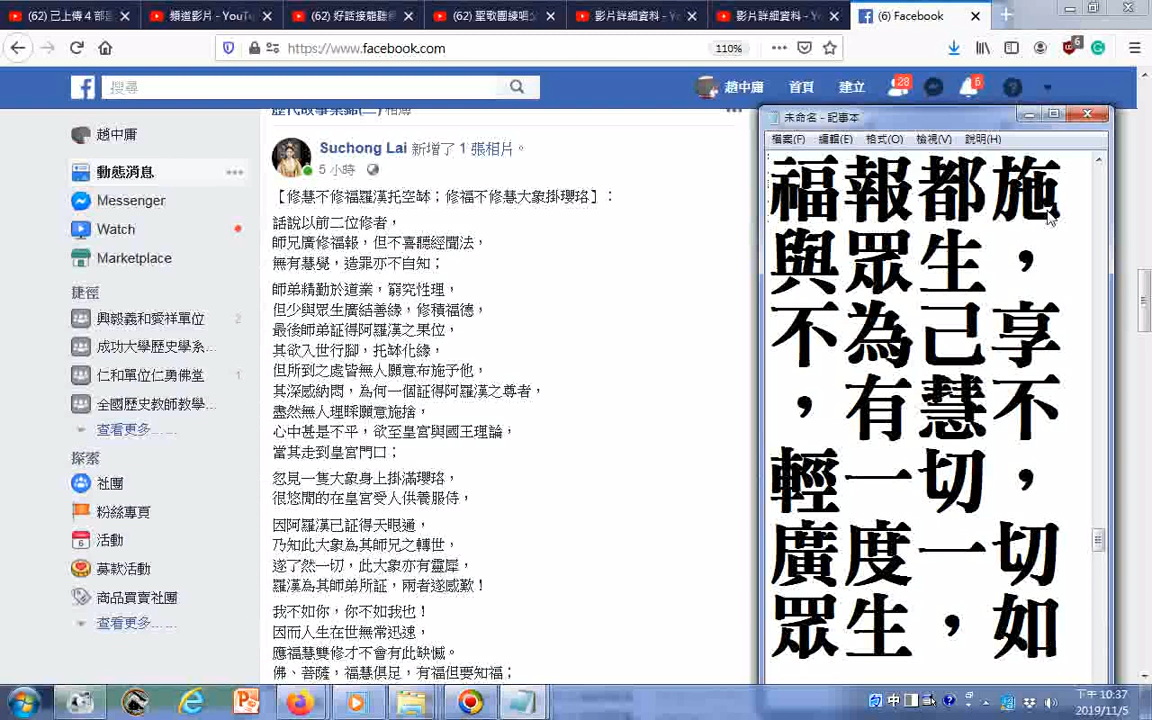 (62) 己上傳 4 部
頻道影片 - YouTu
(62) 好話接龍聽
(62) 聖歌團練唱
影片詳細資料 - YouT
影片詳細資料 - YouT
(6) Facebook
https://www.facebook.com
110%
6
搜尋
趙中庸
首頁
建立
28
6
趙中庸
動態消息
Messenger
Watch
Marketplace
捷徑
興毅義和愛祥單位 2
成功大學歷史學系...
仁和單位仁勇佛堂 1
全國歷史教師教學...
查看更多……
探索
社團
粉絲專頁
活動
募款活動
商品買賣社團
查看更多……
Suchong Lai 新增了 1 張相片。
5 小時
【修慧不修福羅漢托空缽；修福不修慧大象掛瓔珞】：
話說以前二位修者，
師兄廣修福報，但不喜聽經聞法，
無有慧覺，造罪亦不自知；
師弟精勤於道業，窮究性理，
但少與眾生廣結善緣，修積福德，
最後師弟証得阿羅漢之果位，
其欲入世行腳，托缽化緣，
但所到之處皆無人願意布施予他，
其深感納悶，為何一個証得阿羅漢之尊者，
盡然無人理睬願意施捨，
心中甚是不平，欲至皇宮與國王理論，
當其走到皇宮門口；
忽見一隻大象身上掛滿瓔珞，
很悠閒的在皇宮受人供養服侍，
因阿羅漢已証得天眼通，
乃知此大象為其師兄之轉世，
遂了然一切，此大象亦有靈犀，
羅漢為其師弟所証，兩者遂感歎！
我不如你，你不如我也！
因而人生在世無常迅速，
應福慧雙修才不會有此缺憾。
佛、菩薩，福慧俱足，有福但要知福；
未命名 - 記事本
檔案(F) 編輯(E) 格式(O) 檢視(V) 說明(H)
福報都施
與眾生，
不為己享
，有慧不
輕一切，
廣度一切
眾生，如
中
下午 10:37
2019/11/5